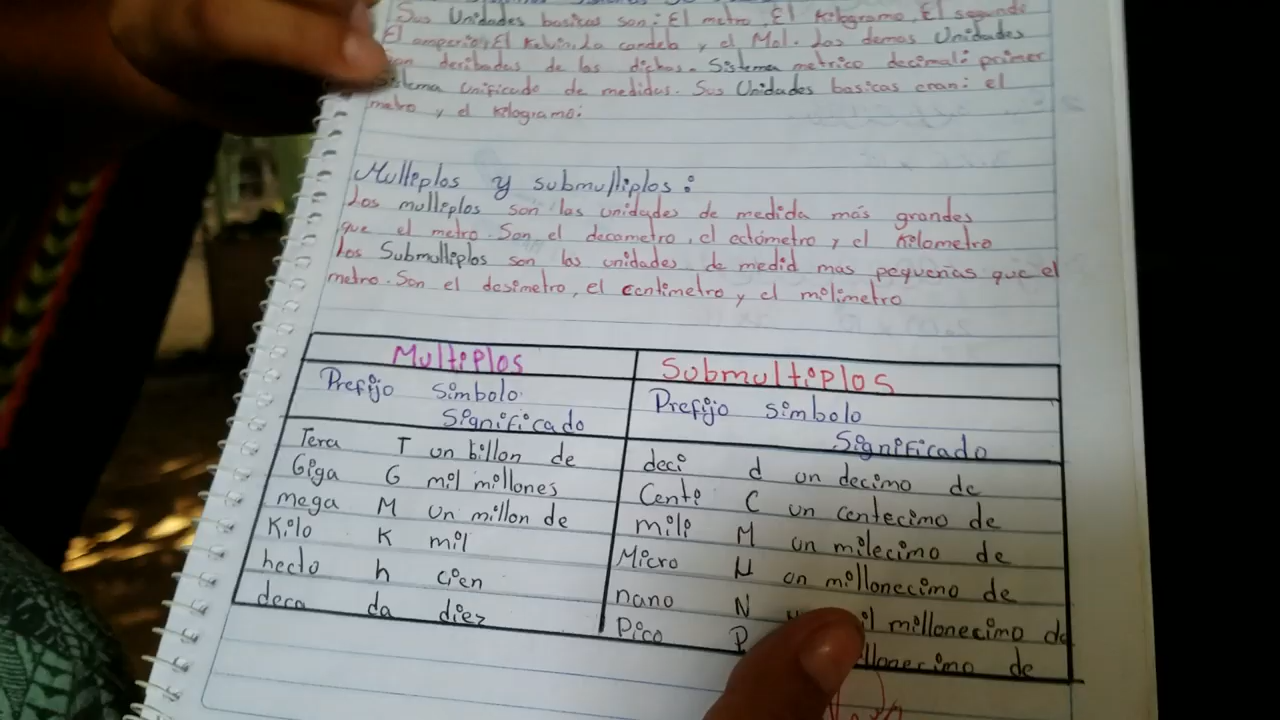 Sus Unidades basicas son: El metro, El Kilogramo, El segundo
El amperio, El Kelvin, La candela y el Mol. Las demas Unidades
son deribadas de las dichas. Sistema metrico decimal: primer
sistema Unificado de medidas. Sus Unidades basicas eran: el
metro y el Kilogramo.
Multiplos y submultiplos:
Los multiplos son las unidades de medida más grandes
que el metro. Son el decametro, el ectómetro y el Kilometro
Los Submultiplos son las unidades de medid mas pequeñas que el
metro. Son el desimetro, el centimetro y el milimetro
Multiplos
Submultiplos
Prefijo simbolo
Significado
Prefijo simbolo
Significado
Tera T un billon de
Giga G mil millones
mega M un millon de
Kilo K mil
hecto h cien
deca da diez
deci d un decimo de
Centi C un centecimo de
mili M un milecimo de
Micro µ un millonecimo de
nano N mil millonecimo de
Pico P
de